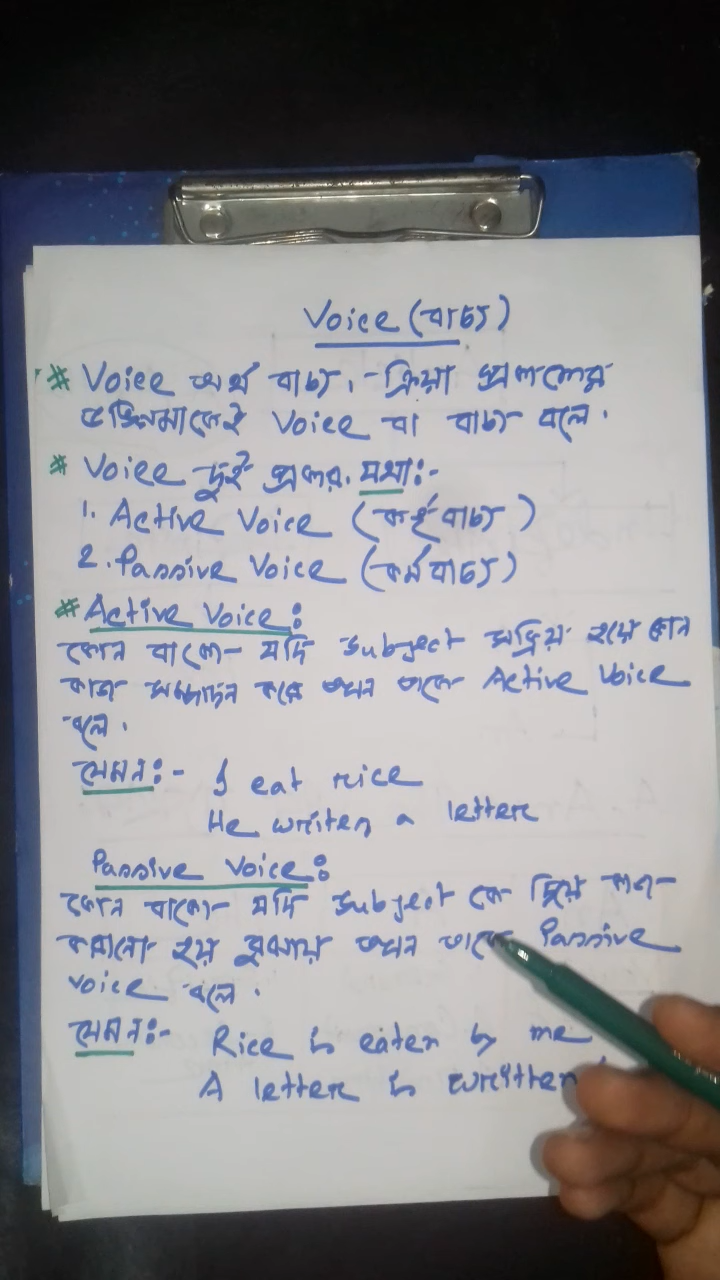 Voice (বাচ্য)
* Voice অর্থ বাচ্য। ক্রিয়া প্রকাশের
ভঙ্গিমাকেই Voice বা বাচ্য বলে।
* Voice দুই প্রকার. যথা:-
1. Active Voice (কর্তৃবাচ্য)
2. Passive Voice (কর্মবাচ্য)
* Active Voice:
কোন বাক্যে যদি Subject সক্রিয় হয়ে কোন
কাজ সম্পাদন করে তখন তাকে Active Voice
বলে।
যেমন:- I eat rice
He writes a letter
Passive Voice:
কোন বাক্যে যদি Subject কে দিয়ে কাজ
করানো হয় বুঝায় তখন তাকে Passive
Voice বলে।
যেমন:- Rice is eaten by me
A letter is written